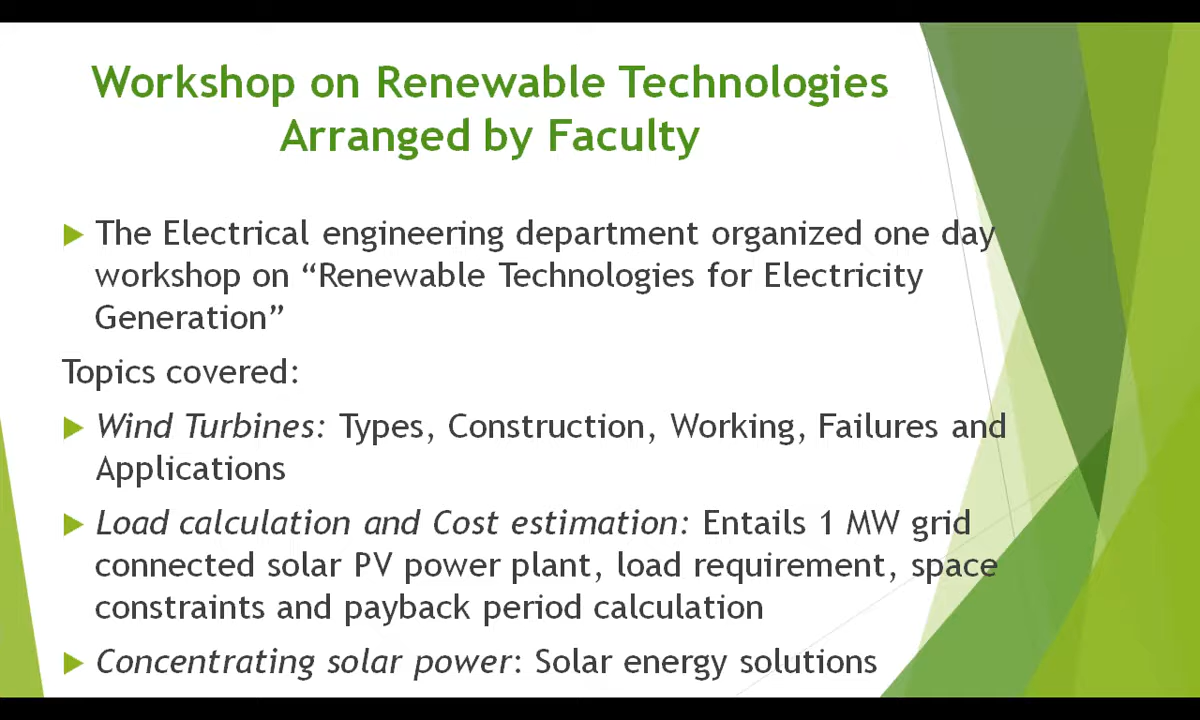 Workshop on Renewable Technologies
Arranged by Faculty
The Electrical engineering department organized one day
workshop on “Renewable Technologies for Electricity
Generation”
Topics covered:
Wind Turbines: Types, Construction, Working, Failures and
Applications
Load calculation and Cost estimation: Entails 1 MW grid
connected solar PV power plant, load requirement, space
constraints and payback period calculation
Concentrating solar power: Solar energy solutions